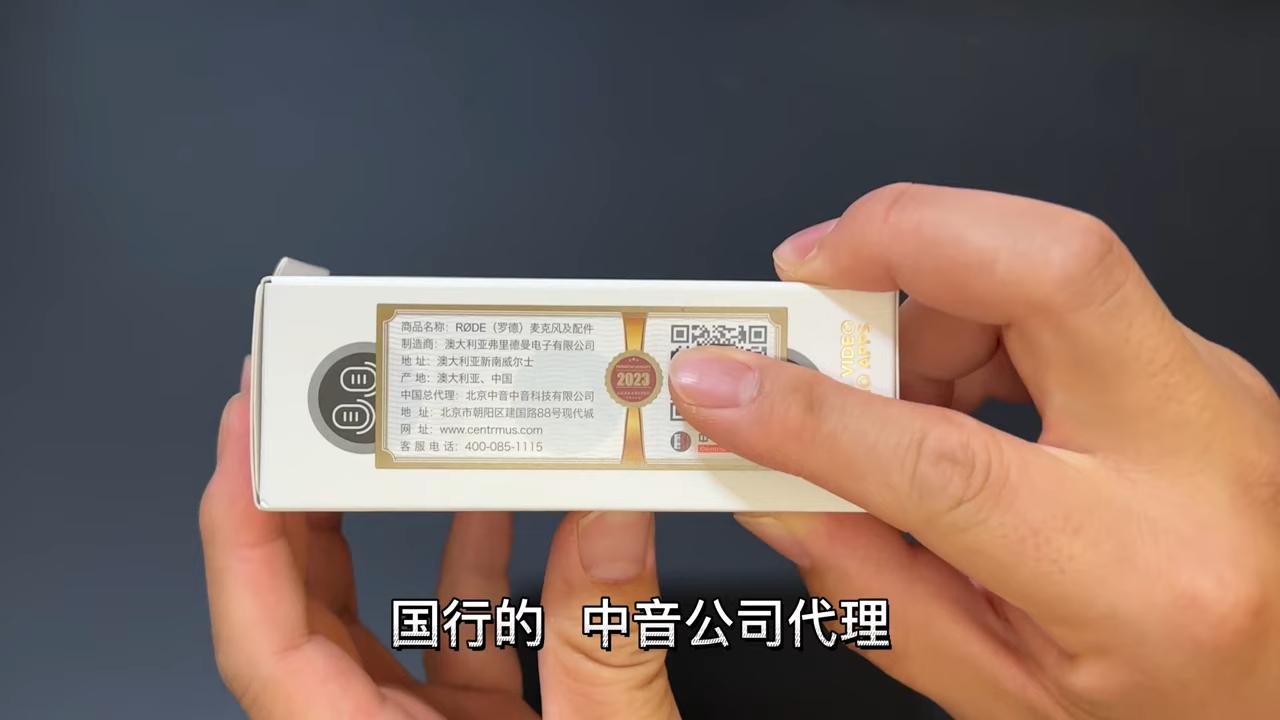 商品名称：RØDE（罗德）麦克风及配件
制造商：澳大利亚弗里德曼电子有限公司
地 址：澳大利亚新南威尔士
产 地：澳大利亚、中国
中国总代理：北京中音中音科技有限公司
地 址：北京市朝阳区建国路88号现代城
网 址：www.centrmus.com
客 服 电 话：400-085-1115
2023
VIDEO
O APPS
国行的 中音公司代理